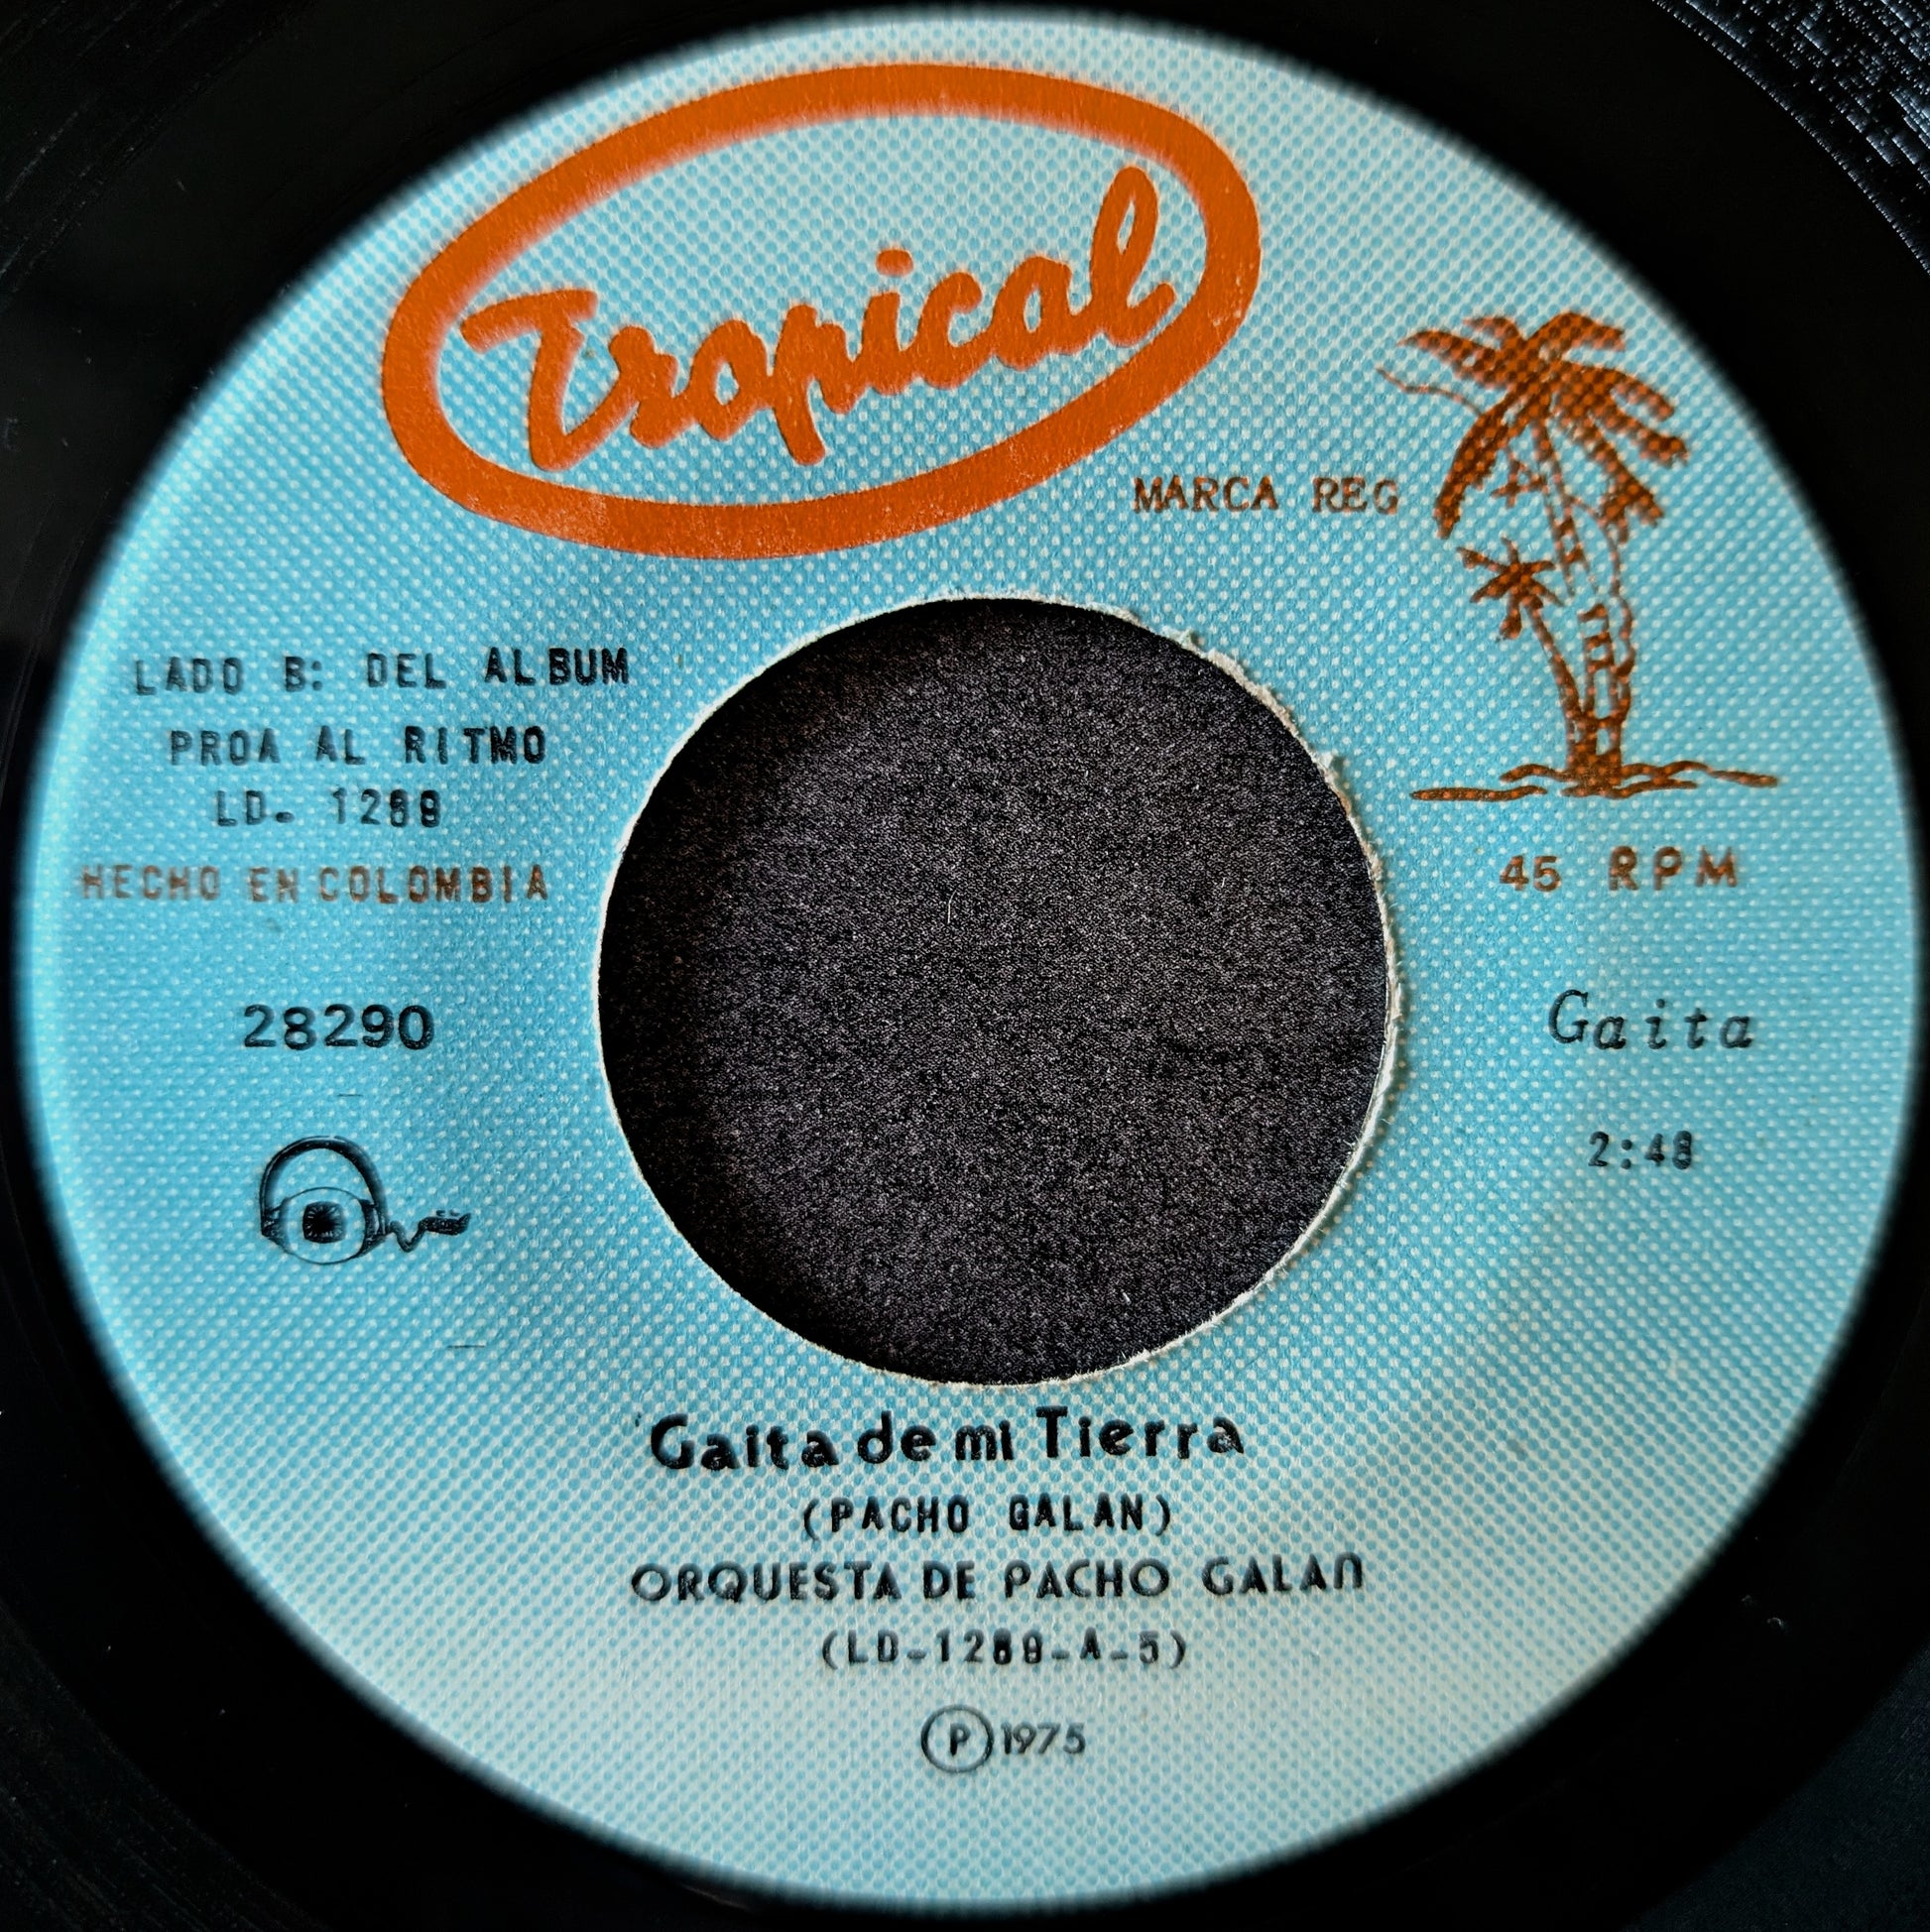 Tropical
MARCA REG
LADO B: DEL ALBUM
PROA AL RITMO
LD- 1289
HECHO EN COLOMBIA
45 RPM
28290
Gaita
2:48
Gaita de mi Tierra
(PACHO GALAN)
ORQUESTA DE PACHO GALAN
(LD-1289-A-5)
Ⓟ1975